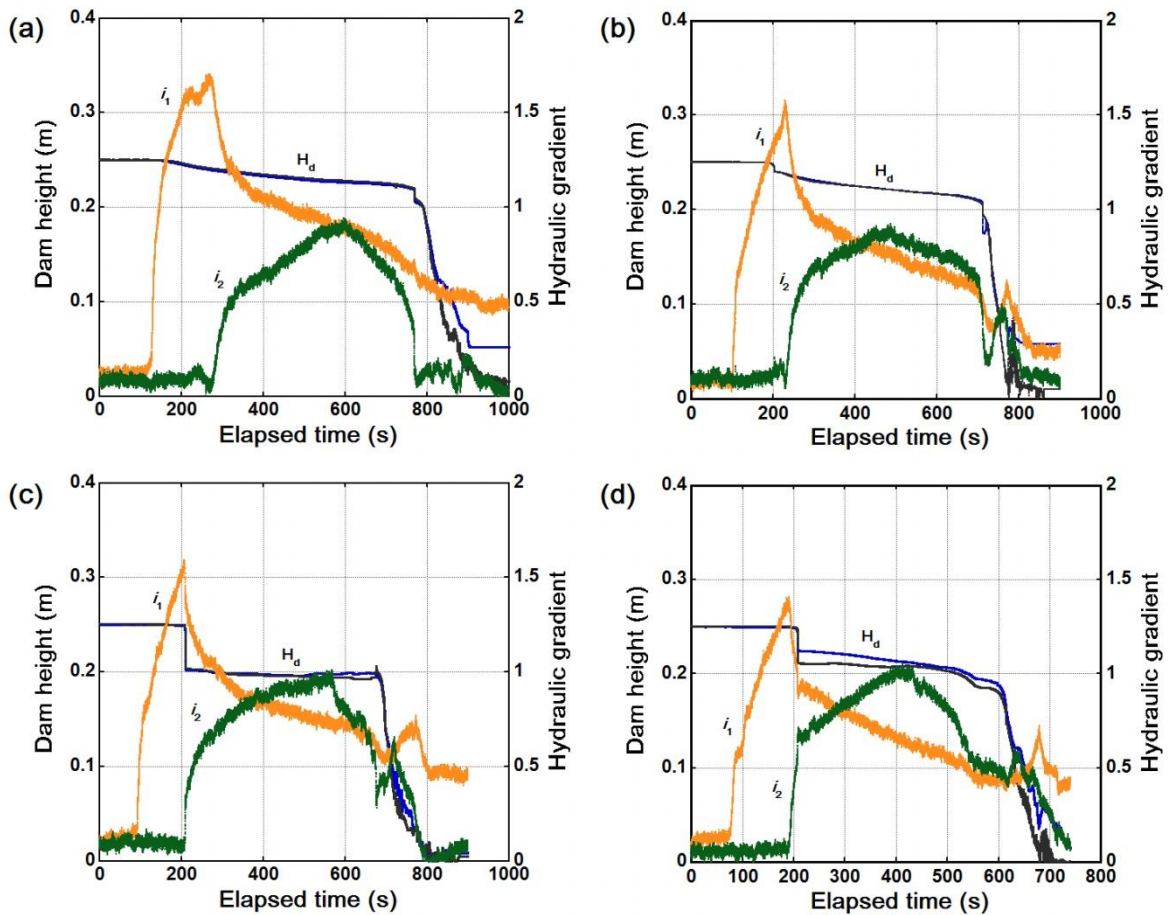 (a)
0.4
0.3
0.2
0.1
0
Dam height (m)
i1
Hd
i2
2
1.5
1
0.5
0
Hydraulic gradient
0 200 400 600 800 1000
Elapsed time (s)
(b)
0.4
0.3
0.2
0.1
0
Dam height (m)
i1
Hd
i2
2
1.5
1
0.5
0
Hydraulic gradient
0 200 400 600 800 1000
Elapsed time (s)
(c)
0.4
0.3
0.2
0.1
0
Dam height (m)
i1
Hd
i2
2
1.5
1
0.5
0
Hydraulic gradient
0 200 400 600 800 1000
Elapsed time (s)
(d)
0.4
0.3
0.2
0.1
0
Dam height (m)
Hd
i1
i2
2
1.5
1
0.5
0
Hydraulic gradient
0 100 200 300 400 500 600 700 800
Elapsed time (s)